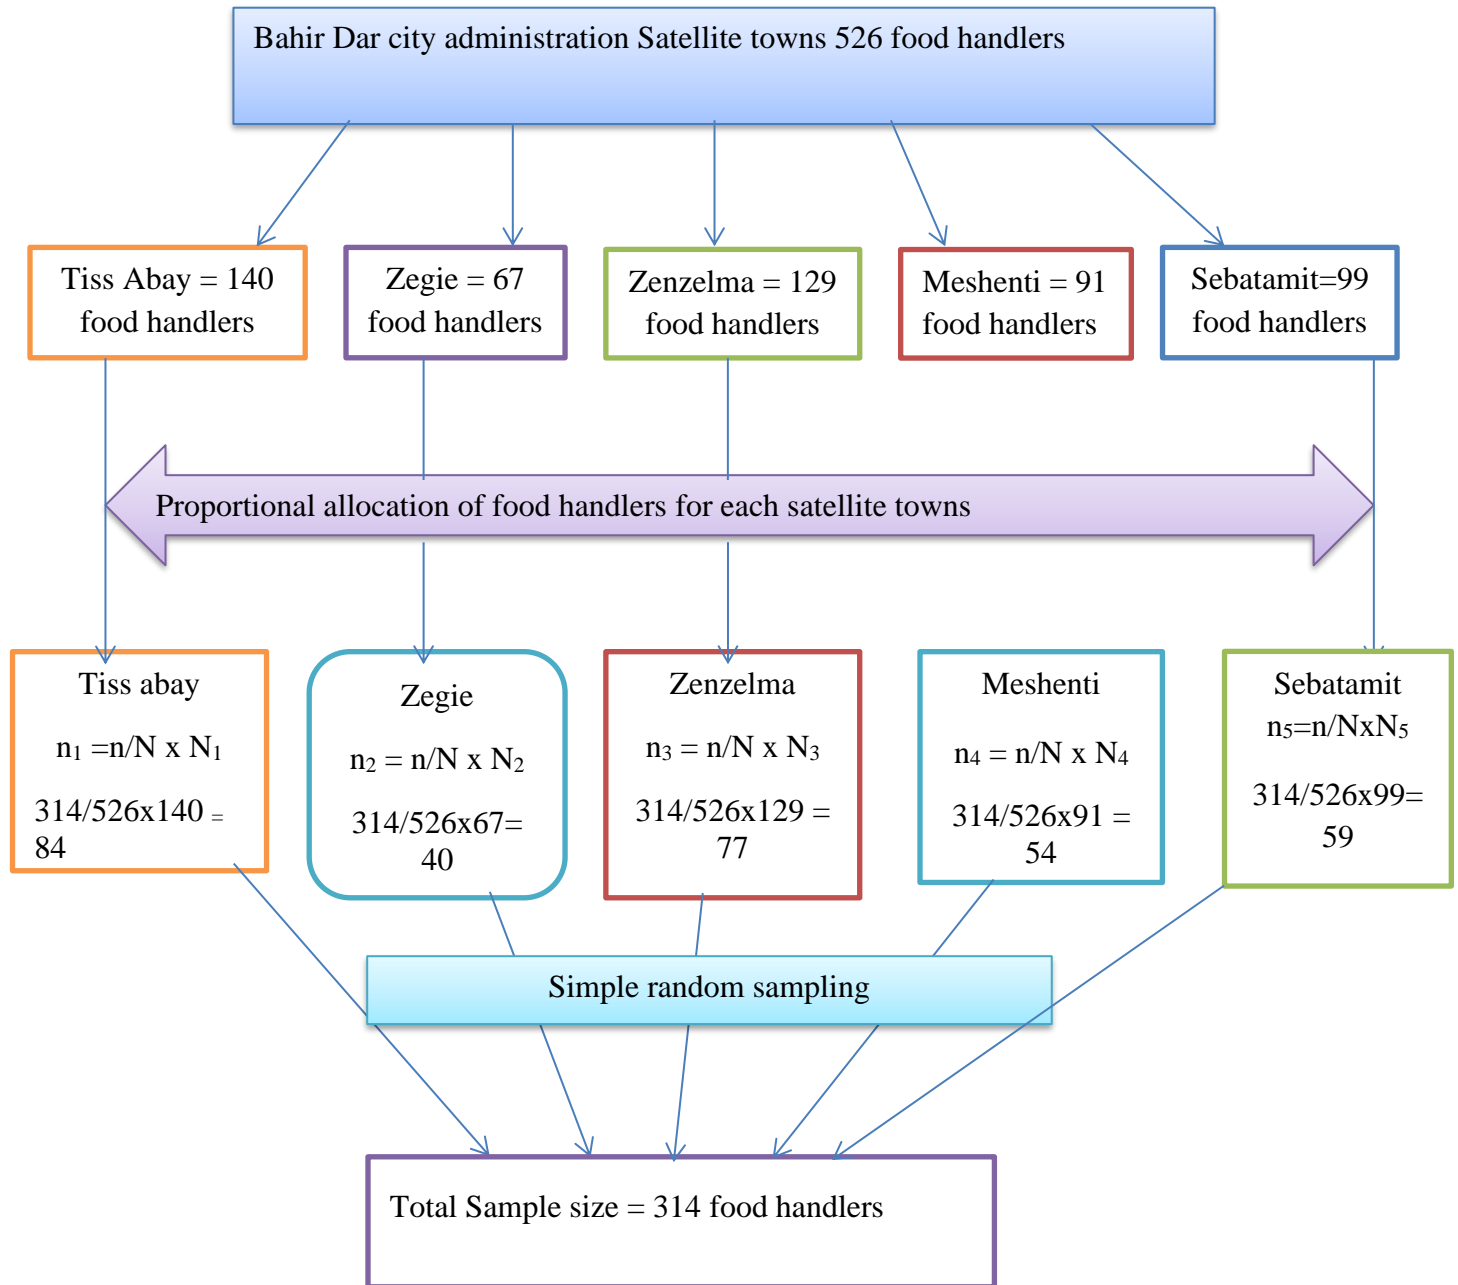 Bahir Dar city administration Satellite towns 526 food handlers
Tiss Abay = 140
food handlers
Zegie = 67
food handlers
Zenzelma = 129
food handlers
Meshenti = 91
food handlers
Sebatamit=99
food handlers
Proportional allocation of food handlers for each satellite towns
Tiss abay
n₁ =n/N x N₁
314/526x140 =
84
Zegie
n₂ = n/N x N₂
314/526x67=
40
Zenzelma
n₃ = n/N x N₃
314/526x129 =
77
Meshenti
n₄ = n/N x N₄
314/526x91 =
54
Sebatamit
n₅=n/NxN₅
314/526x99=
59
Simple random sampling
Total Sample size = 314 food handlers